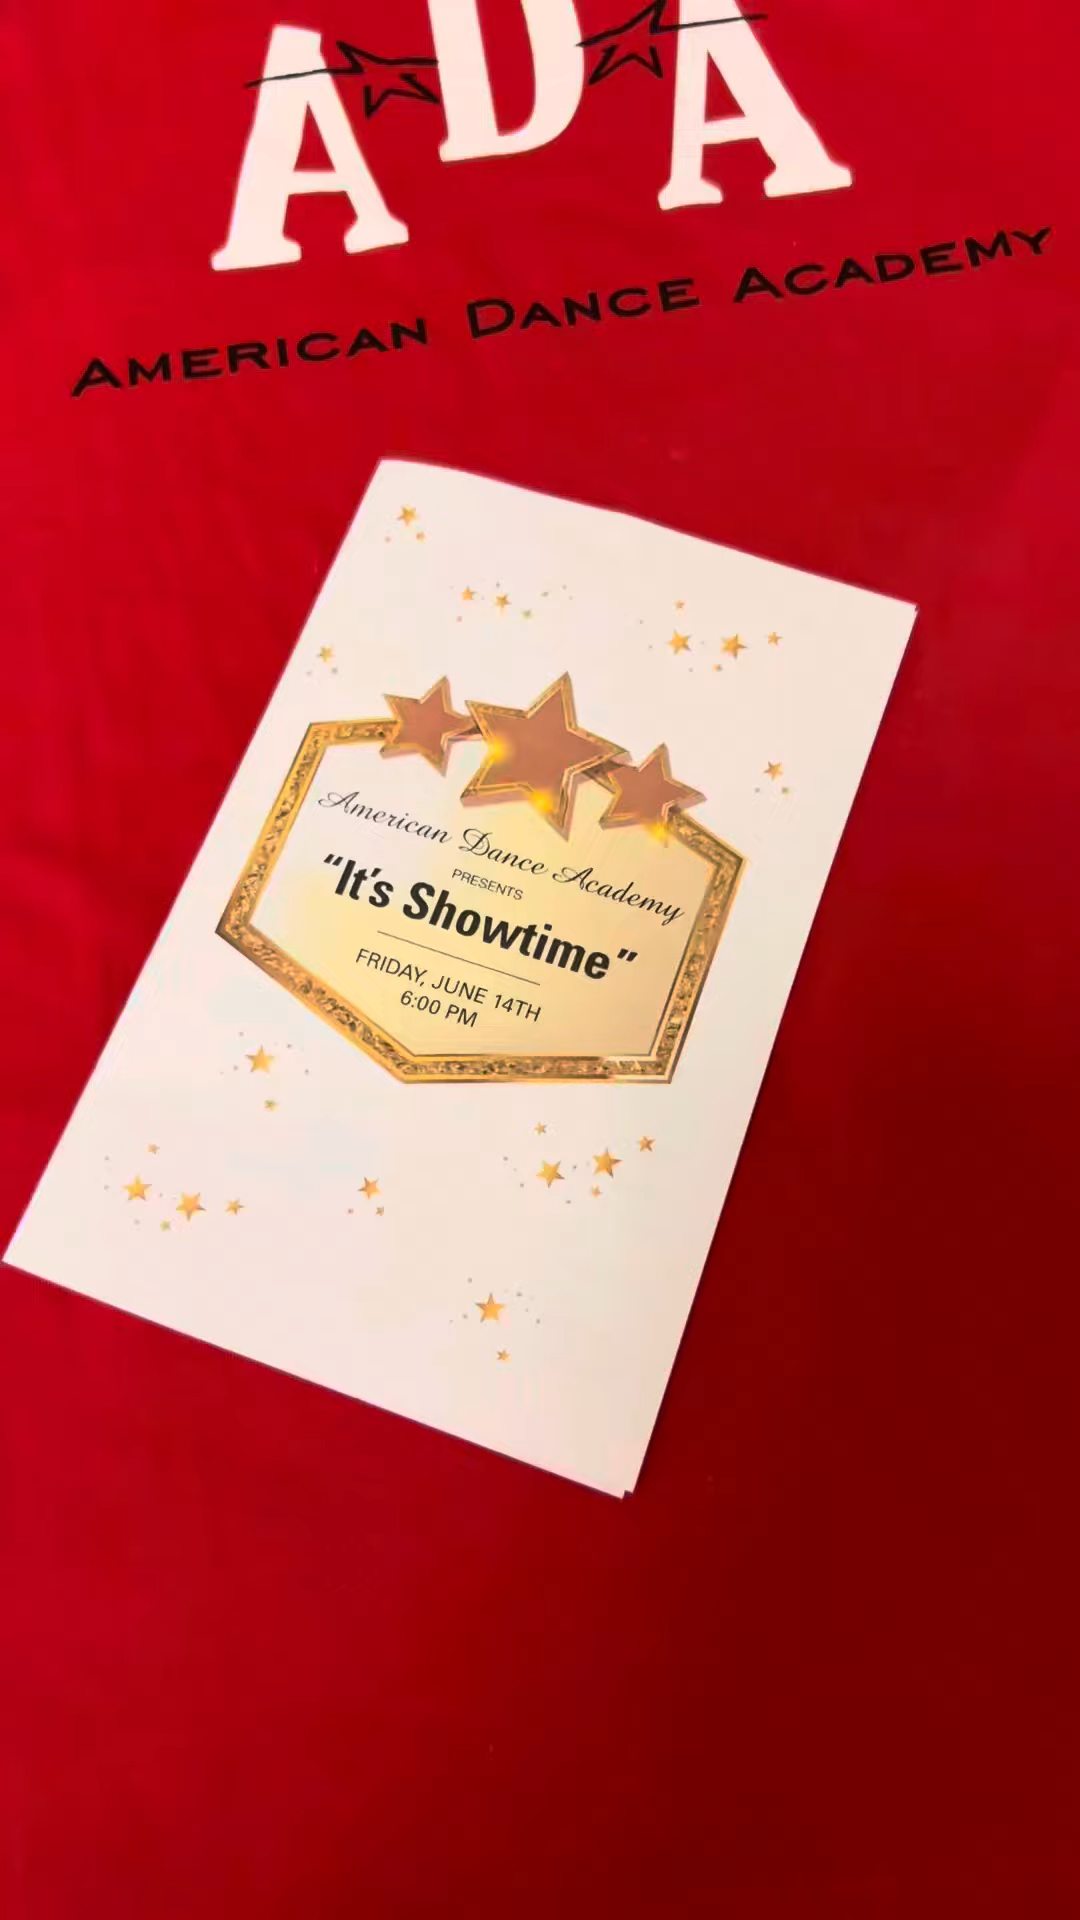 ADA
AMERICAN DANCE ACADEMY
American Dance Academy
PRESENTS
"It's Showtime"
FRIDAY, JUNE 14TH
6:00 PM